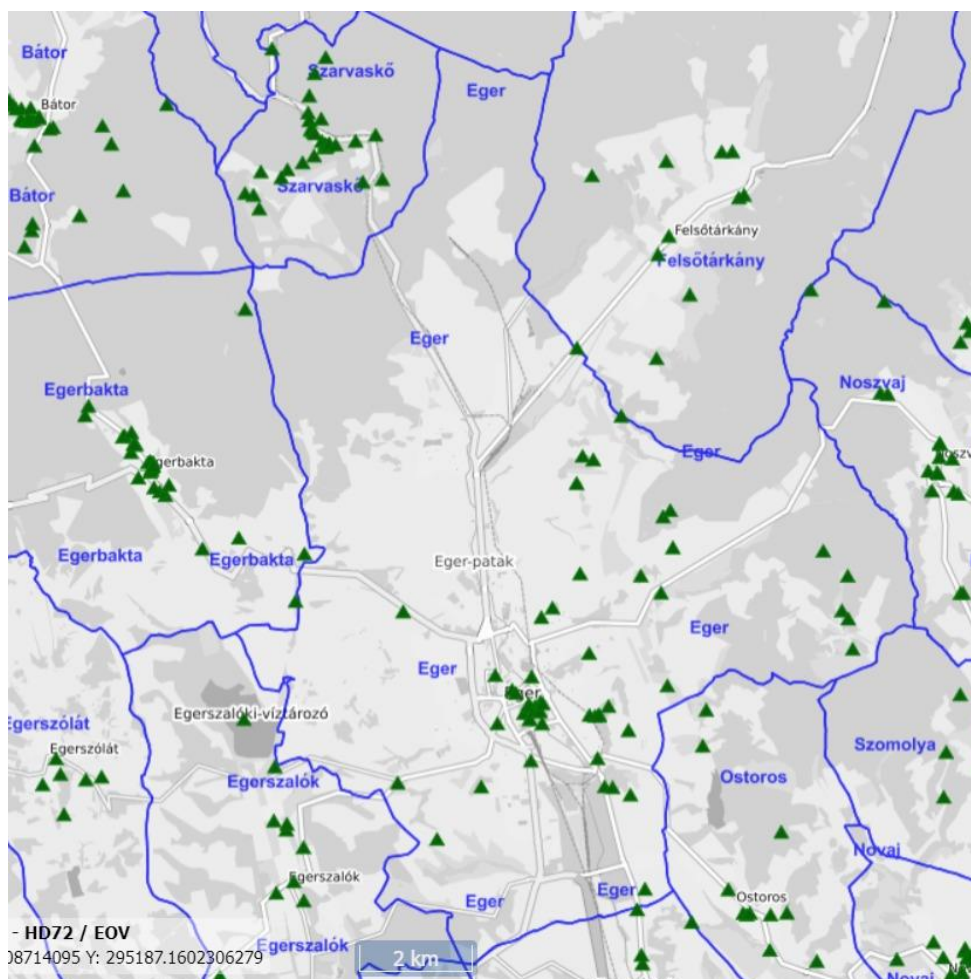 Bátor
Szarvaskő
Eger
Bátor
Bátor
Szarvaskő
Felsőtárkány
Felsőtárkány
Eger
Egerbakta
Noszvaj
Eger
Egerbakta
Egerbakta
Egerbakta
Eger-patak
Eger
Eger
Eger
Egerszalóki-víztározó
Egerszólát
Egerszólát
Egerszalók
Szomolya
Ostoros
Novaj
Egerszalók
Eger
Eger
Ostoros
- HD72 / EOV
08714095 Y: 295187.1602306279
Egerszalók
2 km
Novaj